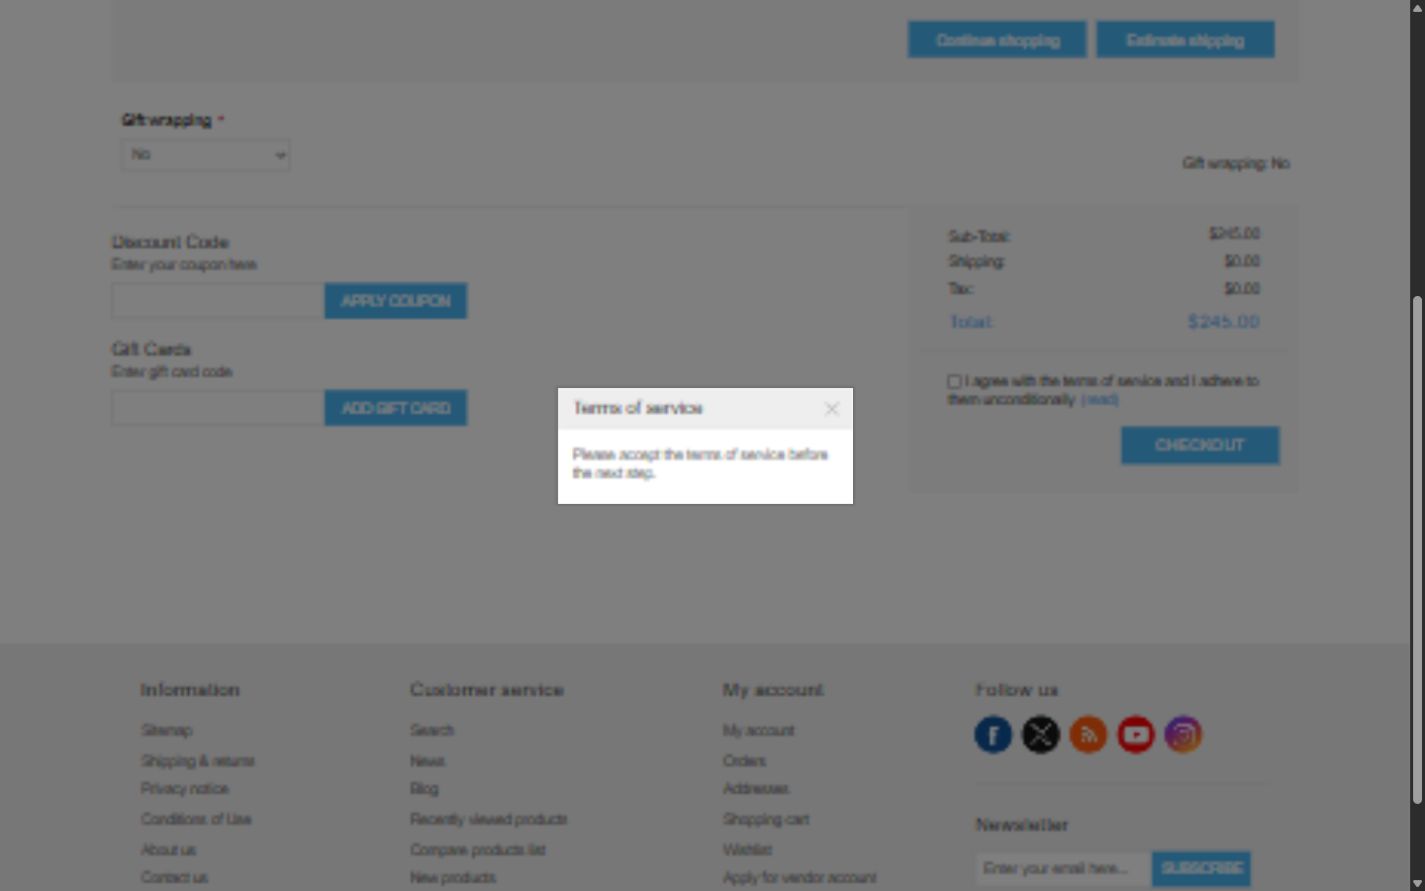 Continue shopping
Estimate shipping
Gift wrapping *
No
Gift wrapping: No
Discount Code
Enter your coupon here
APPLY COUPON
Gift Cards
Enter gift card code
ADD GIFT CARD
Sub-Total: $245.00
Shipping: $0.00
Tax: $0.00
Total: $245.00
I agree with the terms of service and I adhere to
them unconditionally (read)
CHECKOUT
Terms of service
Please accept the terms of service before
the next step.
Information
Sitemap
Shipping & returns
Privacy notice
Conditions of Use
About us
Contact us
Customer service
Search
News
Blog
Recently viewed products
Compare products list
New products
My account
My account
Orders
Addresses
Shopping cart
Wishlist
Apply for vendor account
Follow us
Newsletter
Enter your email here...
SUBSCRIBE